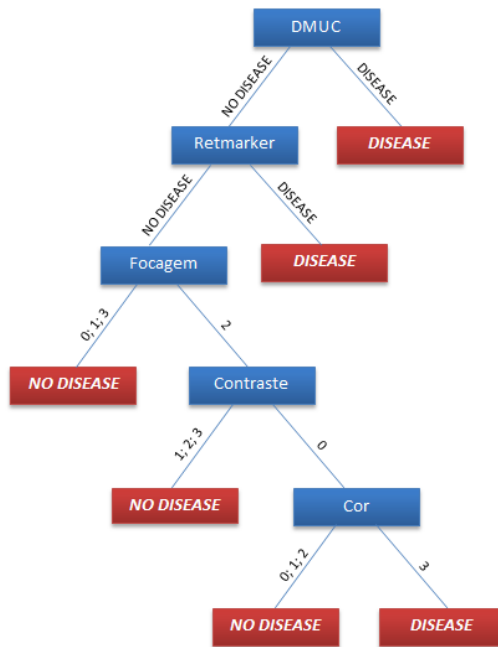 DMUC
NO DISEASE
DISEASE
Retmarker
DISEASE
NO DISEASE
DISEASE
Focagem
DISEASE
0; 1; 3
2
NO DISEASE
Contraste
1; 2; 3
0
NO DISEASE
Cor
0; 1; 2
3
NO DISEASE
DISEASE